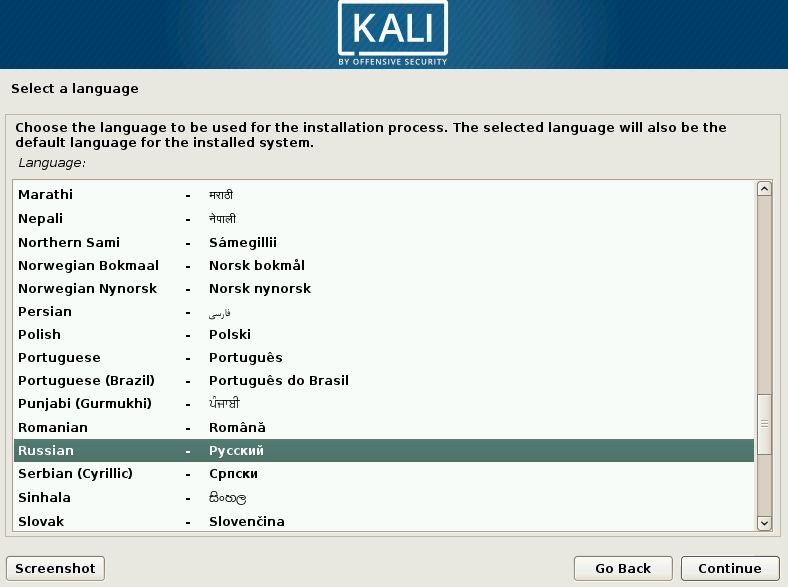 KALI
BY OFFENSIVE SECURITY
Select a language
Choose the language to be used for the installation process. The selected language will also be the
default language for the installed system.
Language:
Marathi - मराठी
Nepali - नेपाली
Northern Sami - Sámegillii
Norwegian Bokmaal - Norsk bokmål
Norwegian Nynorsk - Norsk nynorsk
Persian - فارسی
Polish - Polski
Portuguese - Português
Portuguese (Brazil) - Português do Brasil
Punjabi (Gurmukhi) - ਪੰਜਾਬੀ
Romanian - Română
Russian - Русский
Serbian (Cyrillic) - Српски
Sinhala - සිංහල
Slovak - Slovenčina
Screenshot Go Back Continue